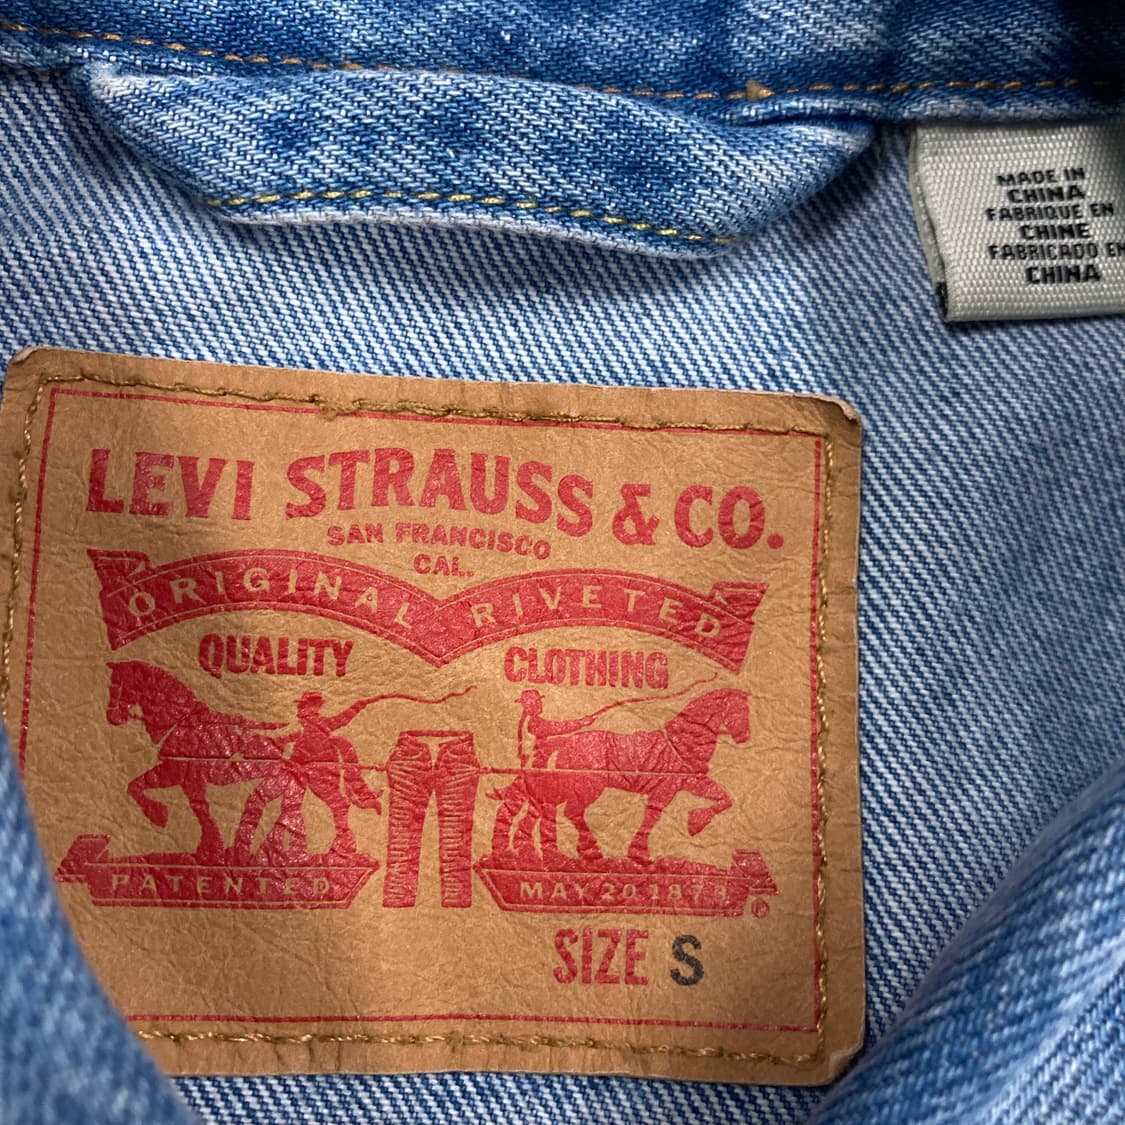 MADE IN
CHINA
FABRIQUE EN
CHINE
FABRICADO EN
CHINA
LEVI STRAUSS & CO.
SAN FRANCISCO
CAL.
ORIGINAL RIVETED
QUALITY CLOTHING
PATENTED MAY 20 1873
®
SIZE S